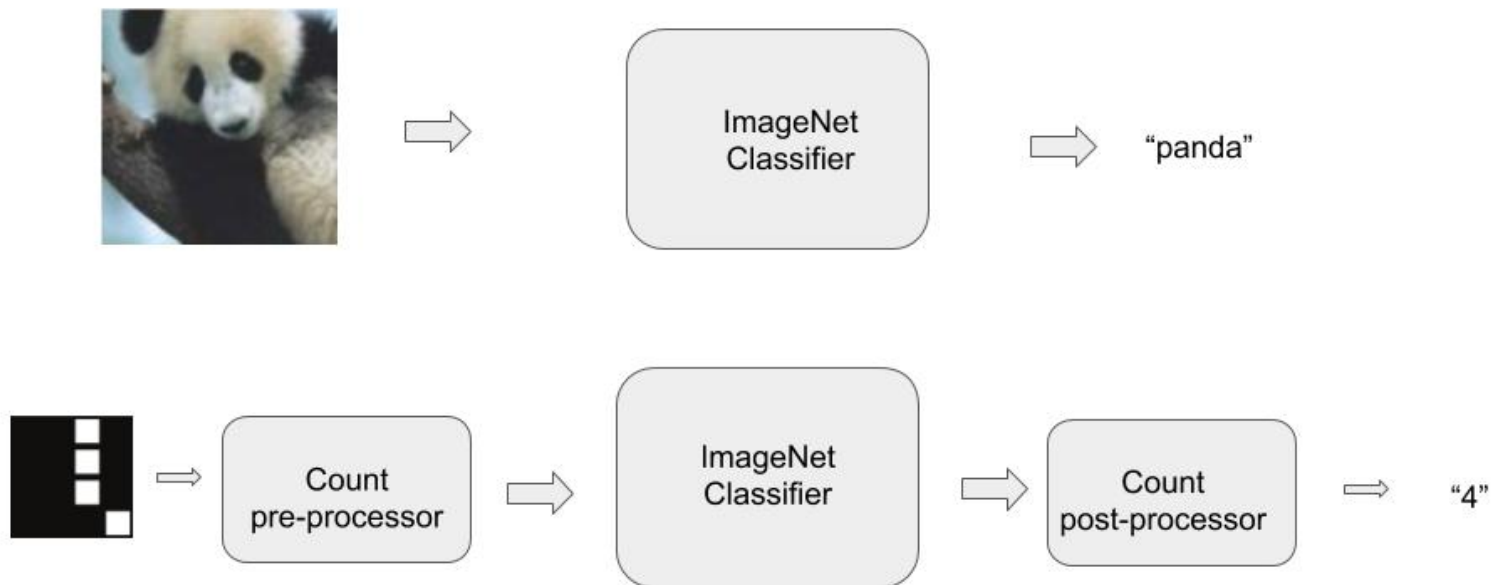 ImageNet
Classifier
“panda”
Count
pre-processor
ImageNet
Classifier
Count
post-processor
“4”